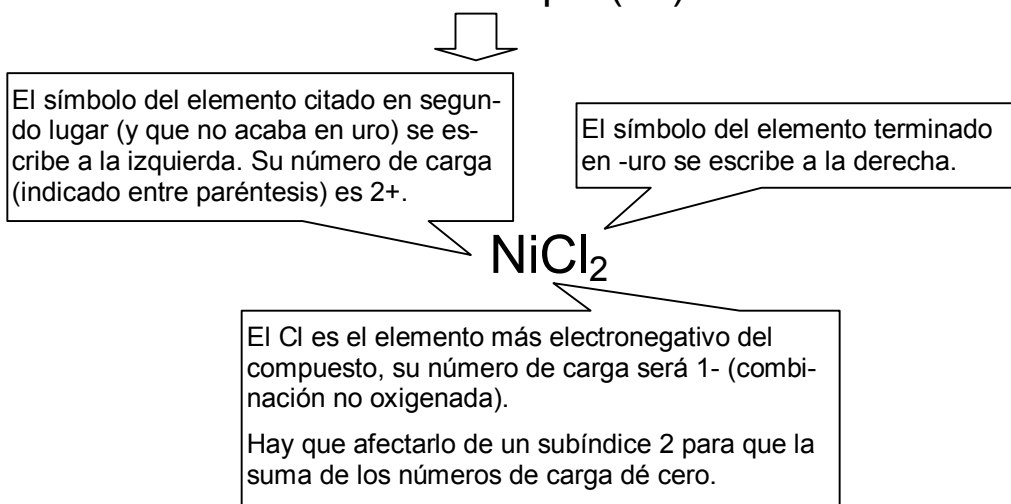 El símbolo del elemento citado en segun-
do lugar (y que no acaba en uro) se es-
cribe a la izquierda. Su número de carga
(indicado entre paréntesis) es 2+.
El símbolo del elemento terminado
en -uro se escribe a la derecha.
NiCl₂
El Cl es el elemento más electronegativo del
compuesto, su número de carga será 1- (combi-
nación no oxigenada).
Hay que afectarlo de un subíndice 2 para que la
suma de los números de carga dé cero.